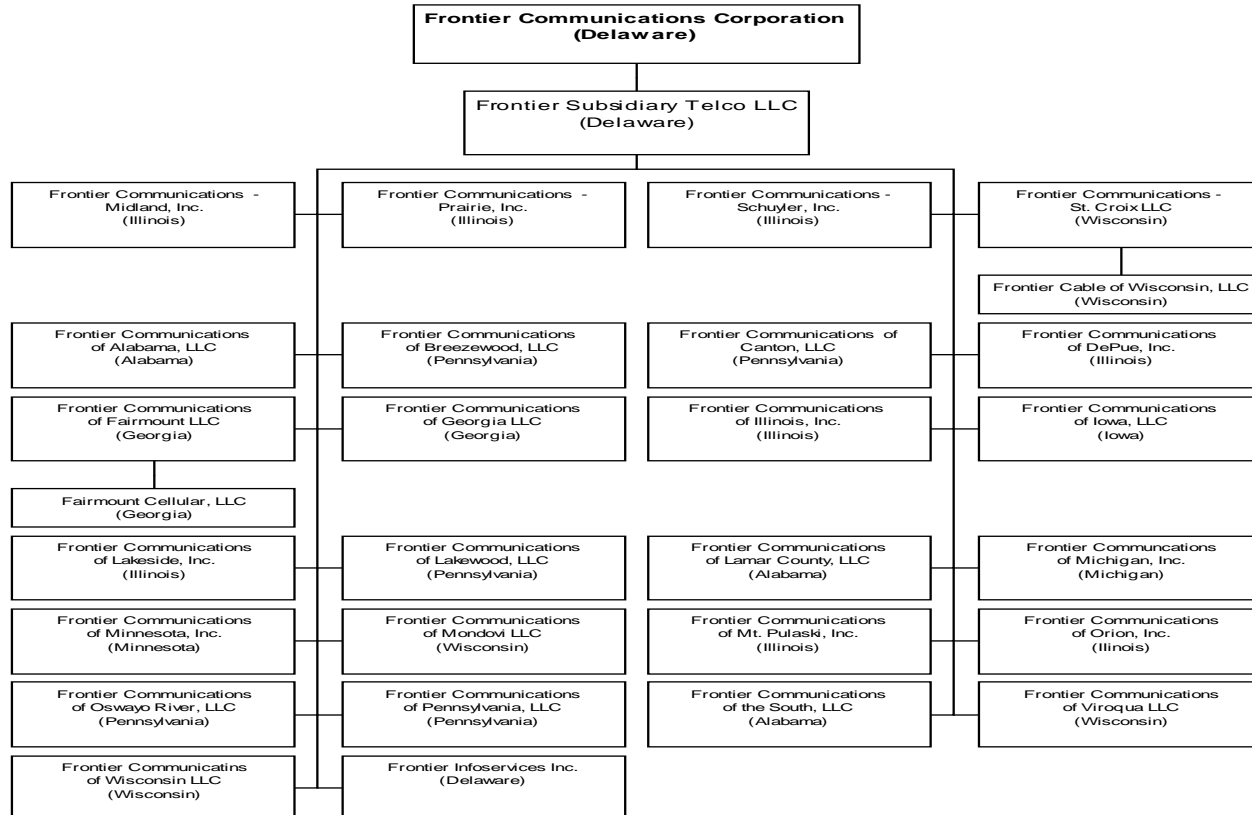 Frontier Communications Corporation
(Delaware)
Frontier Subsidiary Telco LLC
(Delaware)
Frontier Communications -
Midland, Inc.
(Illinois)
Frontier Communications -
Prairie, Inc.
(Illinois)
Frontier Communications -
Schuyler, Inc.
(Illinois)
Frontier Communications -
St. Croix LLC
(Wisconsin)
Frontier Cable of Wisconsin, LLC
(Wisconsin)
Frontier Communications
of Alabama, LLC
(Alabama)
Frontier Communications
of Breezewood, LLC
(Pennsylvania)
Frontier Communications of
Canton, LLC
(Pennsylvania)
Frontier Communications
of DePue, Inc.
(Illinois)
Frontier Communications
of Fairmount LLC
(Georgia)
Frontier Communications
of Georgia LLC
(Georgia)
Frontier Communications
of Illinois, Inc.
(Illinois)
Frontier Communications
of Iowa, LLC
(Iowa)
Fairmount Cellular, LLC
(Georgia)
Frontier Communications
of Lakeside, Inc.
(Illinois)
Frontier Communications
of Lakewood, LLC
(Pennsylvania)
Frontier Communications
of Lamar County, LLC
(Alabama)
Frontier Communcations
of Michigan, Inc.
(Michigan)
Frontier Communications
of Minnesota, Inc.
(Minnesota)
Frontier Communications
of Mondovi LLC
(Wisconsin)
Frontier Communications
of Mt. Pulaski, Inc.
(Illinois)
Frontier Communications
of Orion, Inc.
(Ilinois)
Frontier Communications
of Oswayo River, LLC
(Pennsylvania)
Frontier Communications
of Pennsylvania, LLC
(Pennsylvania)
Frontier Communications
of the South, LLC
(Alabama)
Frontier Communications
of Viroqua LLC
(Wisconsin)
Frontier Communicatins
of Wisconsin LLC
(Wisconsin)
Frontier Infoservices Inc.
(Delaware)